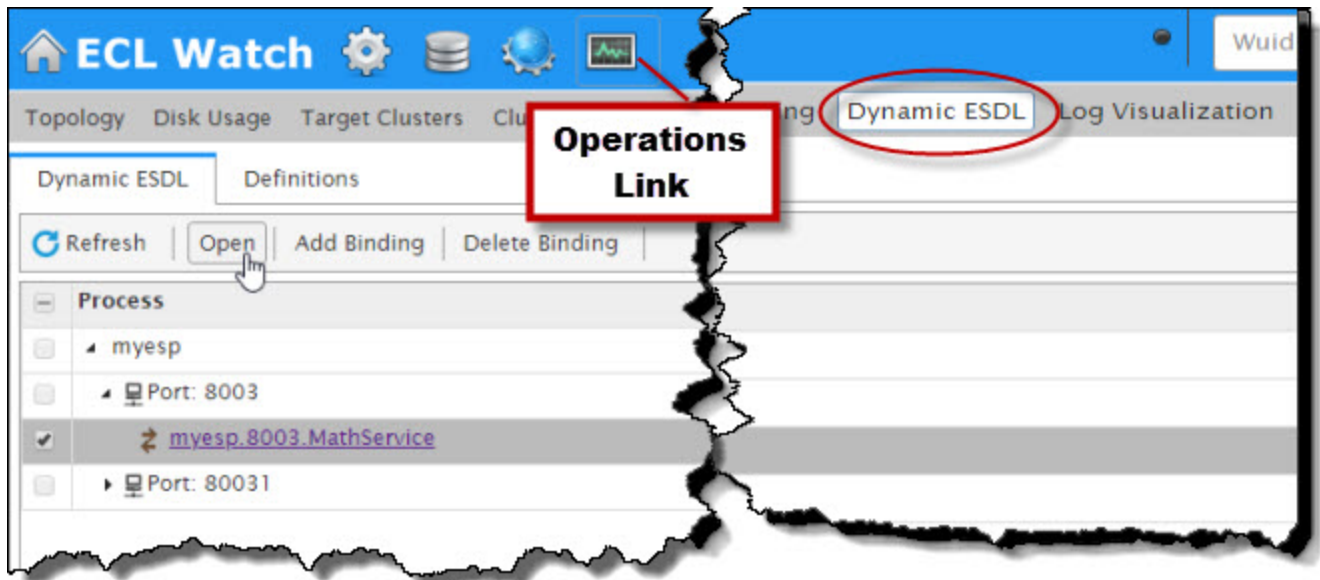 ECL Watch
Wuid
Topology Disk Usage Target Clusters Clu
ng Dynamic ESDL Log Visualization
Operations
Link
Dynamic ESDL Definitions
Refresh Open Add Binding Delete Binding
Process
myesp
Port: 8003
myesp.8003.MathService
Port: 80031